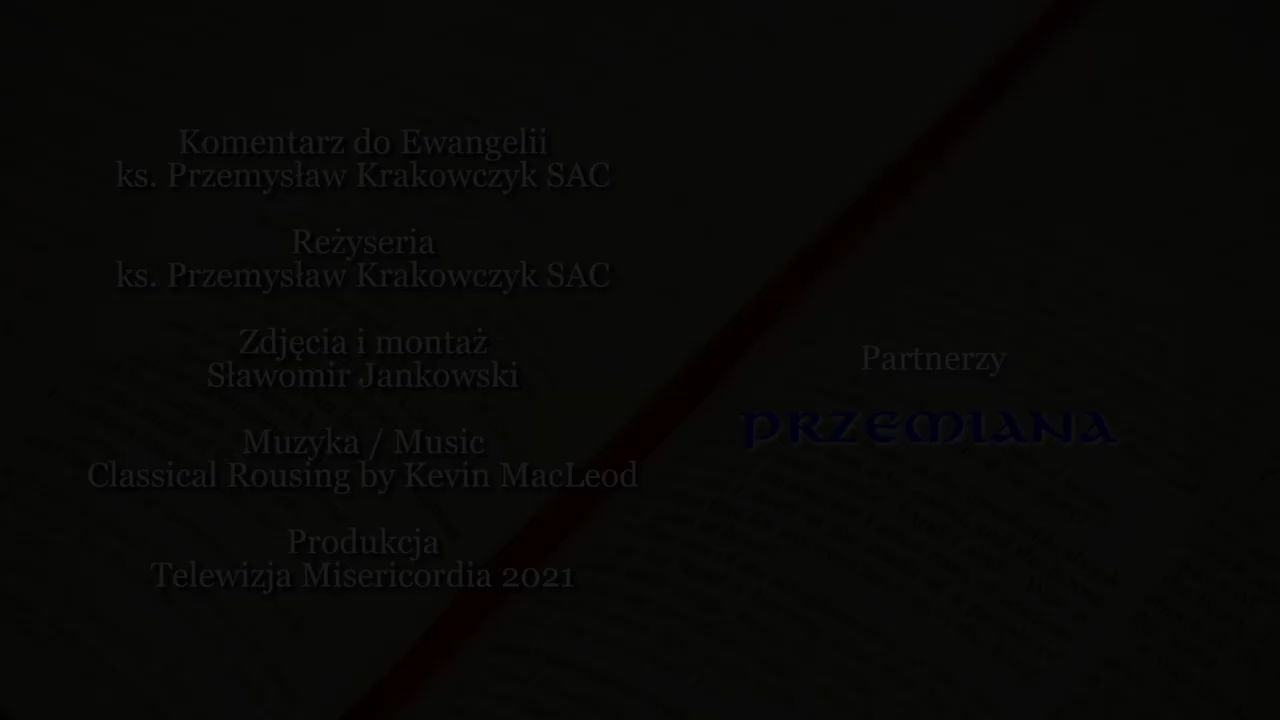 Komentarz do Ewangelii
ks. Przemysław Krakowczyk SAC
Reżyseria
ks. Przemysław Krakowczyk SAC
Zdjęcia i montaż
Sławomir Jankowski
Muzyka / Music
Classical Rousing by Kevin MacLeod
Produkcja
Telewizja Misericordia 2021
Partnerzy
PRZEMIANA